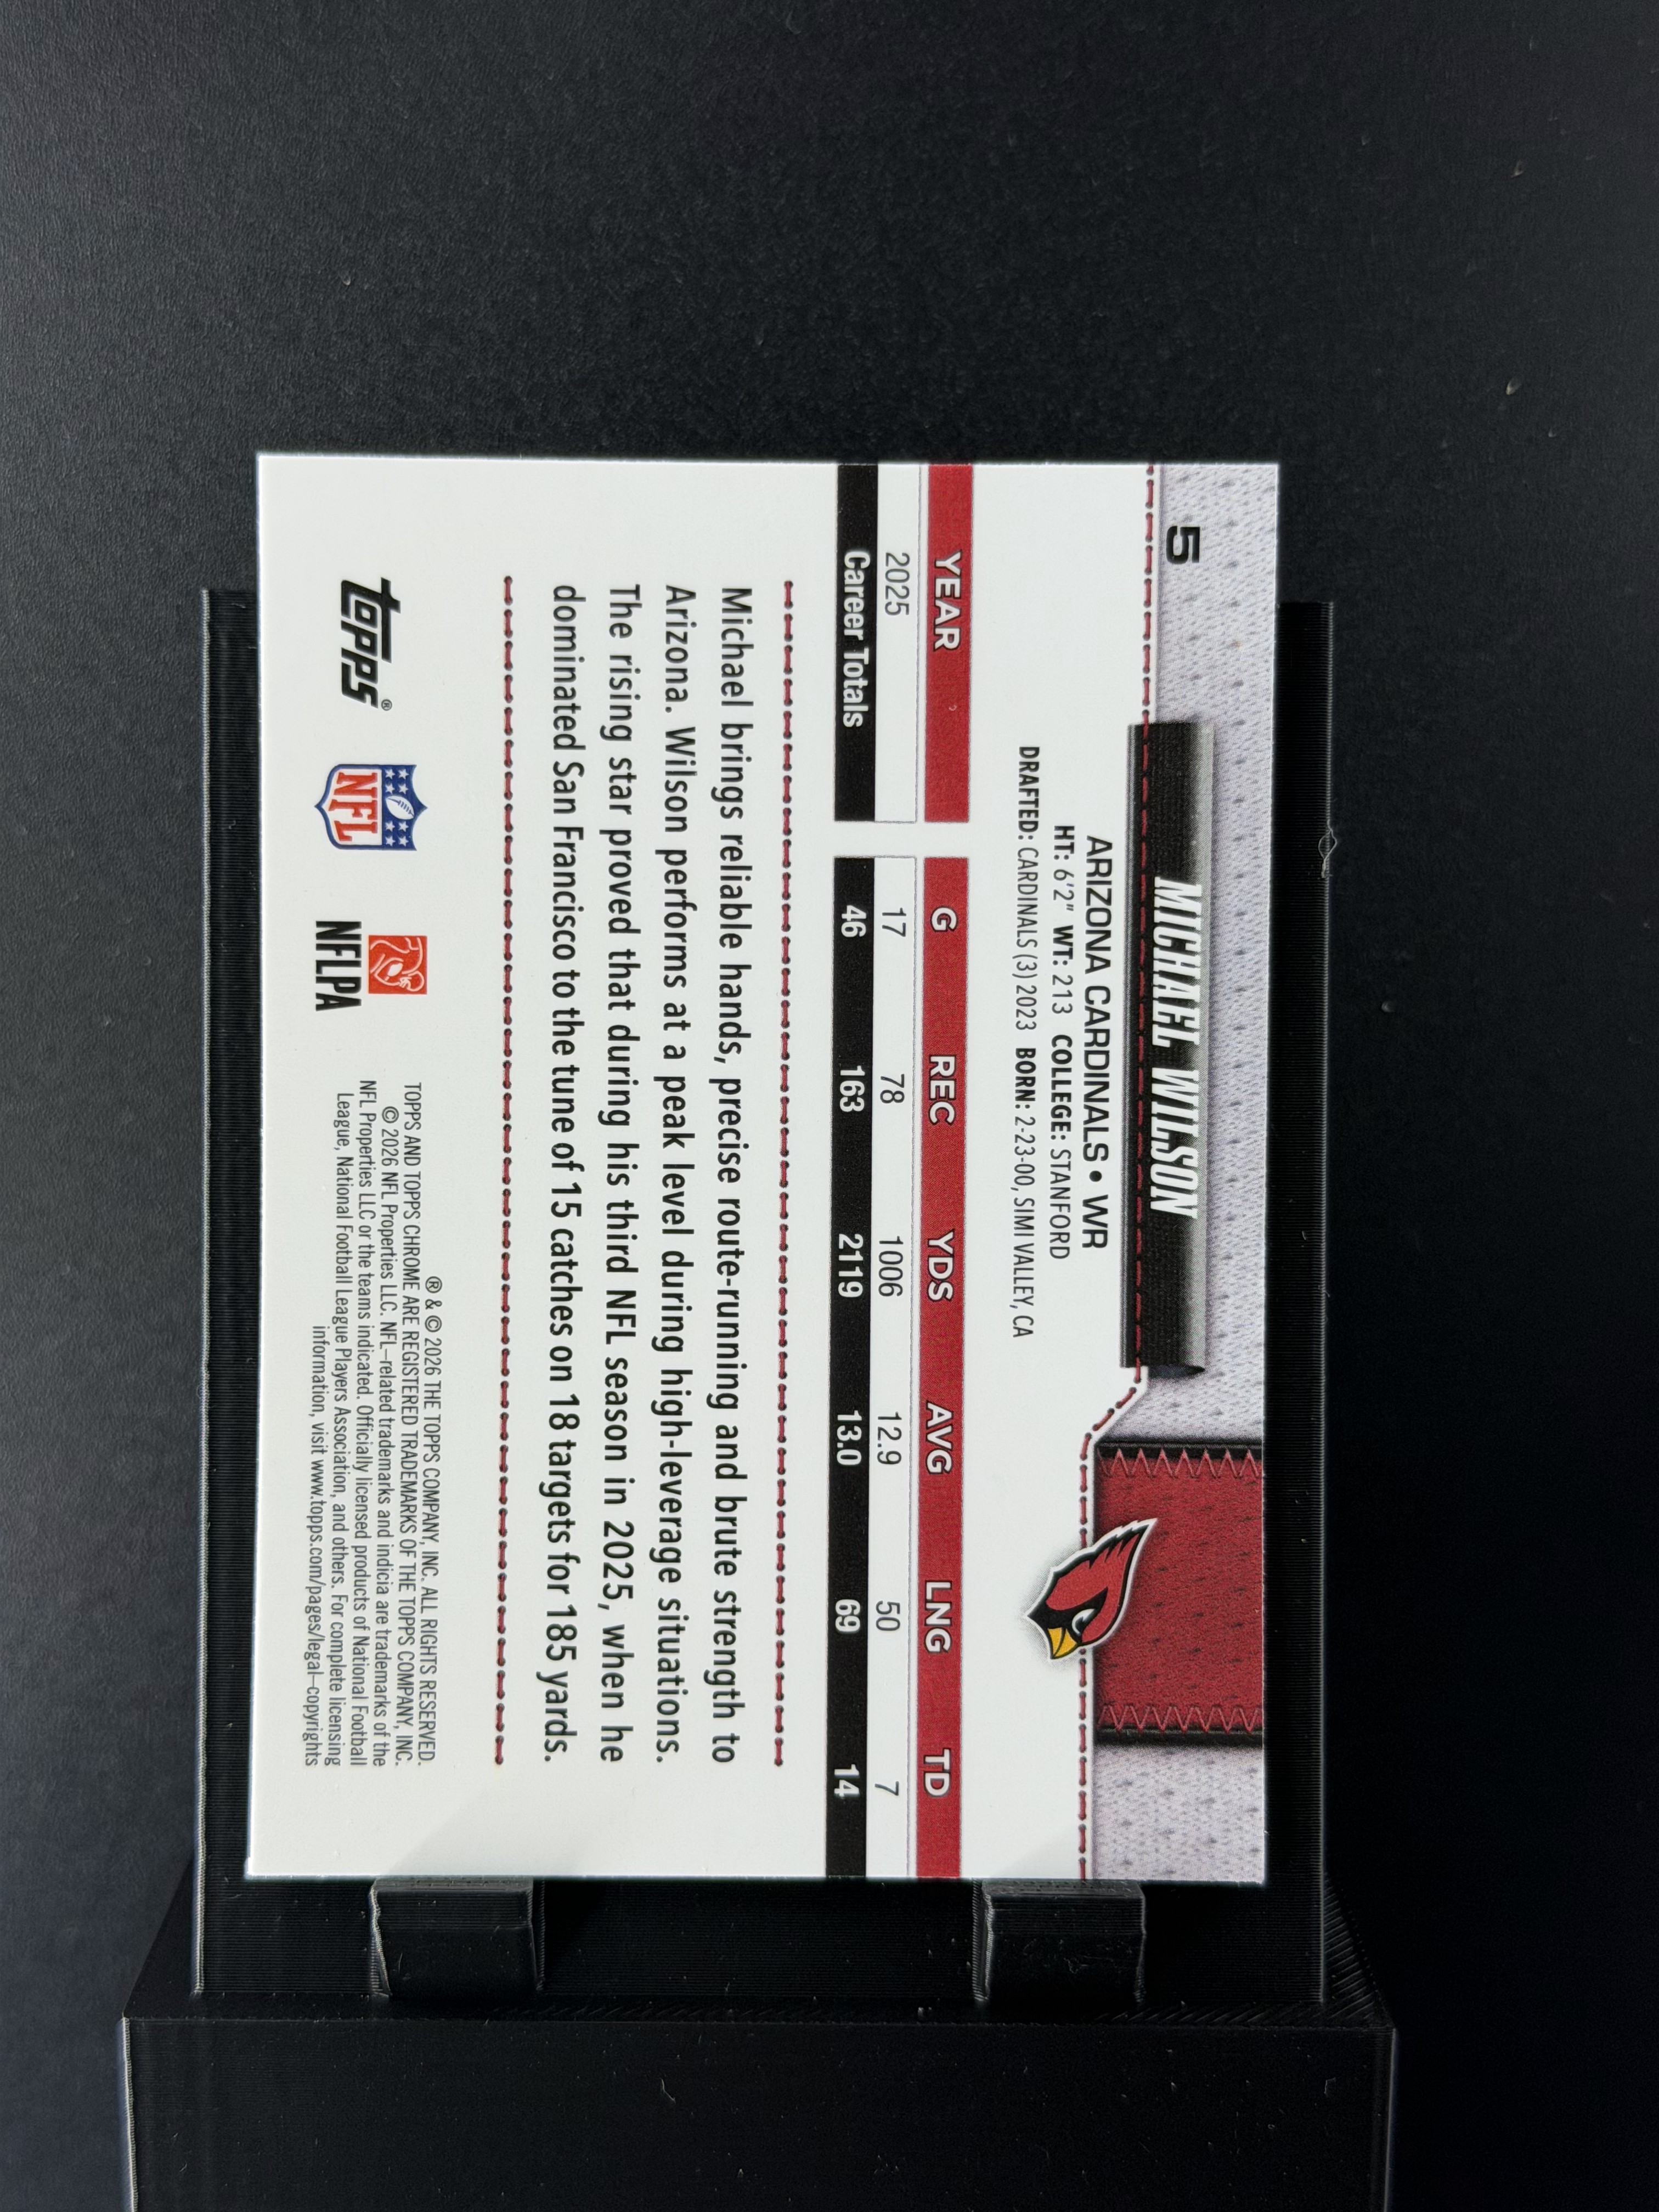 5
MICHAEL WILSON
ARIZONA CARDINALS • WR
HT: 6'2" WT: 213 COLLEGE: STANFORD
DRAFTED: CARDINALS (3) 2023 BORN: 2-23-00, SIMI VALLEY, CA
YEAR G REC YDS AVG LNG TD
2025 17 78 1006 12.9 50 7
Career Totals 46 163 2119 13.0 69 14
Michael brings reliable hands, precise route-running and brute strength to
Arizona. Wilson performs at a peak level during high-leverage situations.
The rising star proved that during his third NFL season in 2025, when he
dominated San Francisco to the tune of 15 catches on 18 targets for 185 yards.
topps®
NFL
NFLPA
® & © 2026 THE TOPPS COMPANY, INC. ALL RIGHTS RESERVED.
TOPPS AND TOPPS CHROME ARE REGISTERED TRADEMARKS OF THE TOPPS COMPANY, INC.
© 2026 NFL Properties LLC. NFL-related trademarks and indicia are trademarks of the
NFL Properties LLC or the teams indicated. Officially licensed products of National Football
League, National Football League Players Association, and others. For complete licensing
information, visit www.topps.com/pages/legal-copyrights